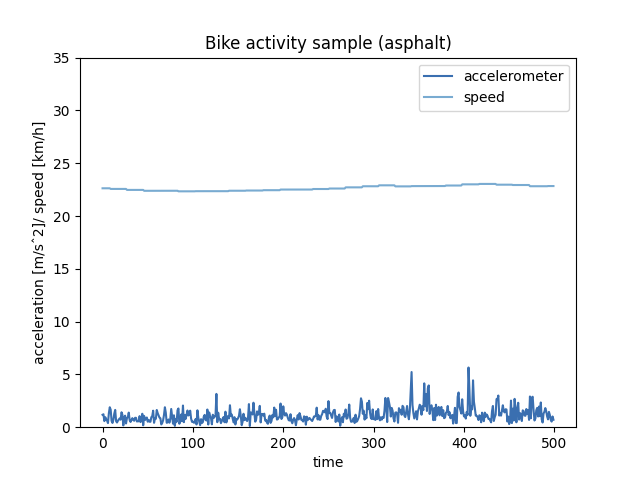 Bike activity sample (asphalt)
accelerometer
speed
acceleration [m/sˆ2]/ speed [km/h]
35
30
25
20
15
10
5
0
0 100 200 300 400 500
time